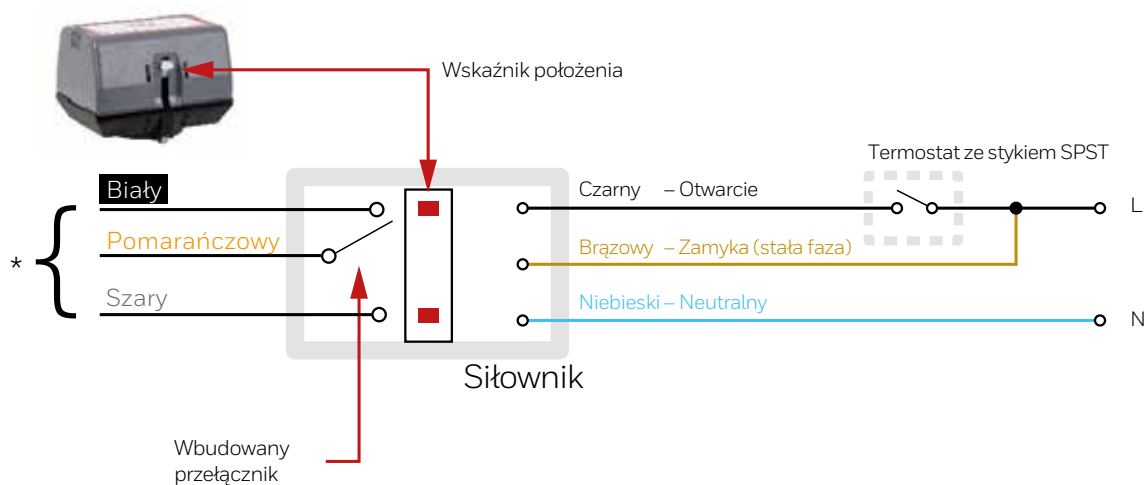 Wskaźnik położenia
Termostat ze stykiem SPST
Biały
Czarny – Otwarcie
L
Pomarańczowy
Brązowy – Zamyka (stała faza)
*
Szary
Niebieski – Neutralny
N
Siłownik
Wbudowany
przełącznik